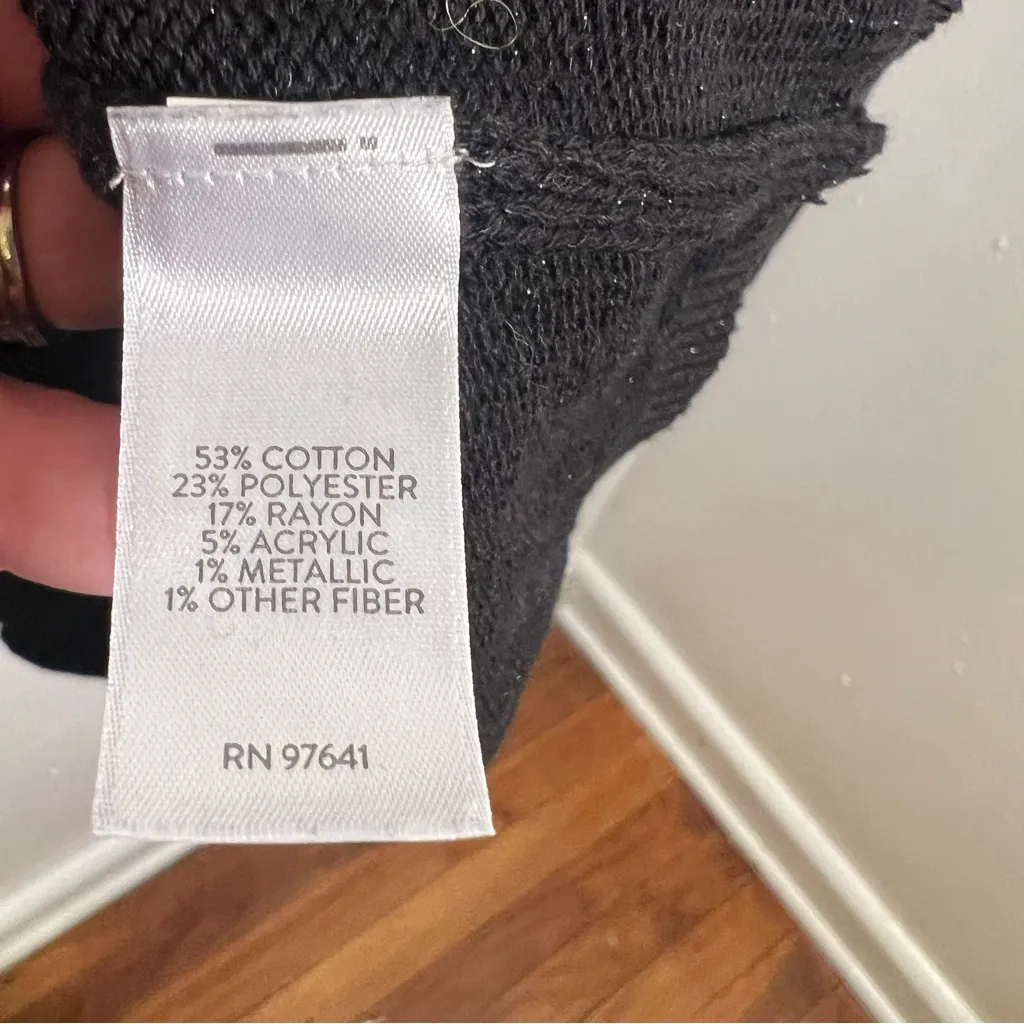 53% COTTON
23% POLYESTER
17% RAYON
5% ACRYLIC
1% METALLIC
1% OTHER FIBER
RN 97641